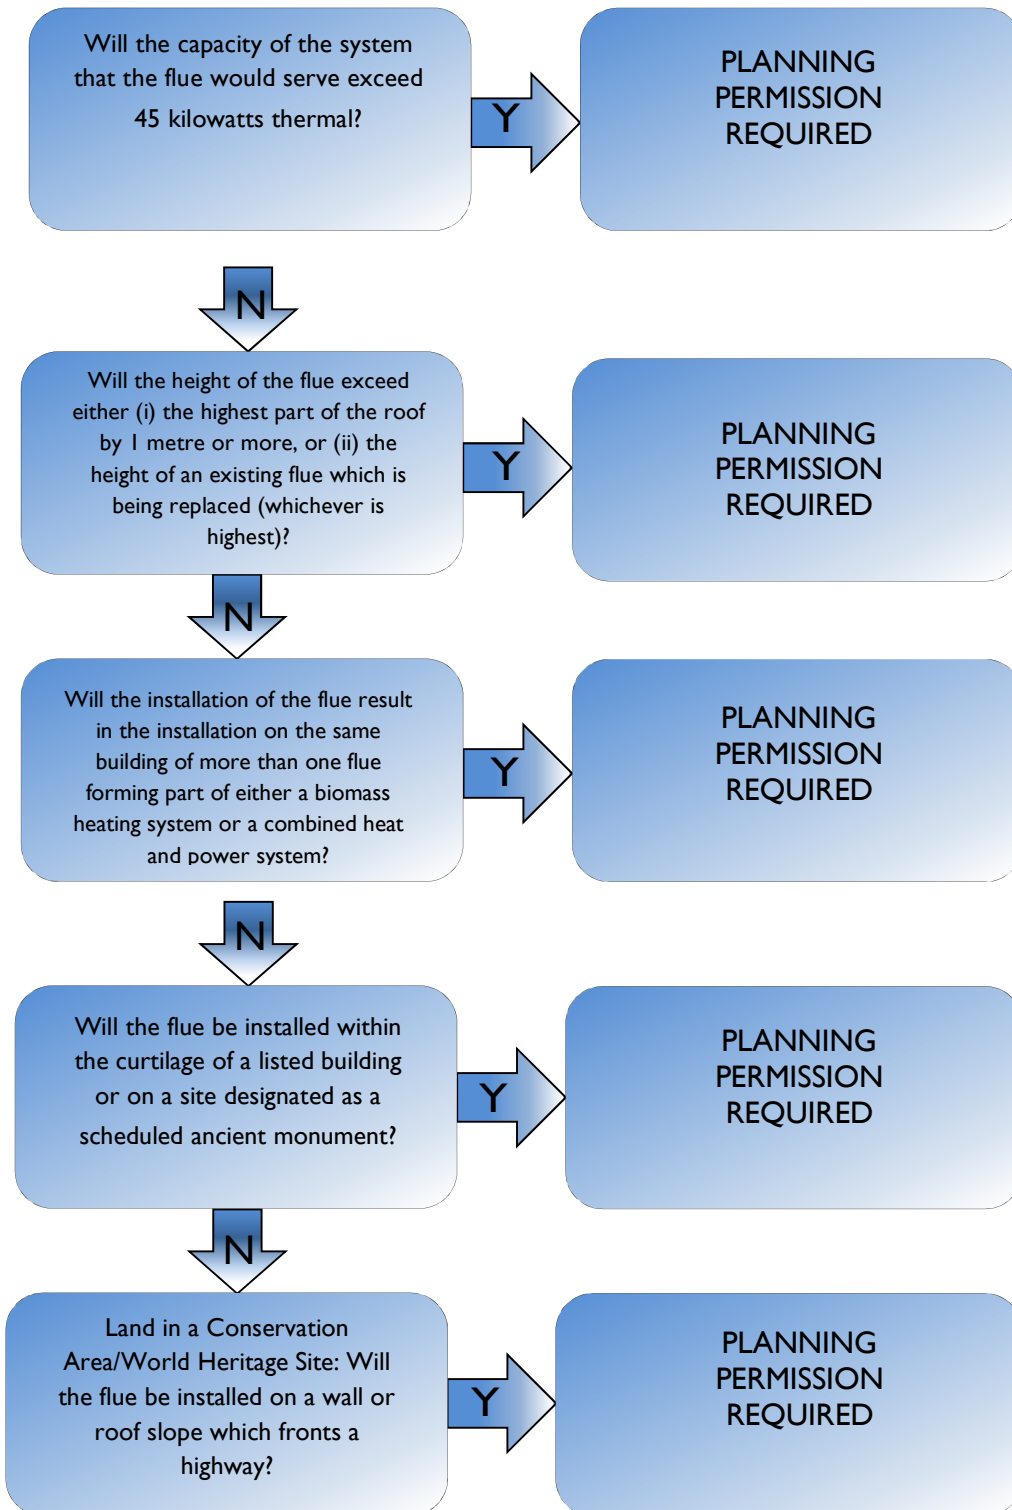 Will the capacity of the system
that the flue would serve exceed
45 kilowatts thermal?
Y
PLANNING
PERMISSION
REQUIRED
N
Will the height of the flue exceed
either (i) the highest part of the roof
by 1 metre or more, or (ii) the
height of an existing flue which is
being replaced (whichever is
highest)?
Y
PLANNING
PERMISSION
REQUIRED
N
Will the installation of the flue result
in the installation on the same
building of more than one flue
forming part of either a biomass
heating system or a combined heat
and power system?
Y
PLANNING
PERMISSION
REQUIRED
N
Will the flue be installed within
the curtilage of a listed building
or on a site designated as a
scheduled ancient monument?
Y
PLANNING
PERMISSION
REQUIRED
N
Land in a Conservation
Area/World Heritage Site: Will
the flue be installed on a wall or
roof slope which fronts a
highway?
Y
PLANNING
PERMISSION
REQUIRED